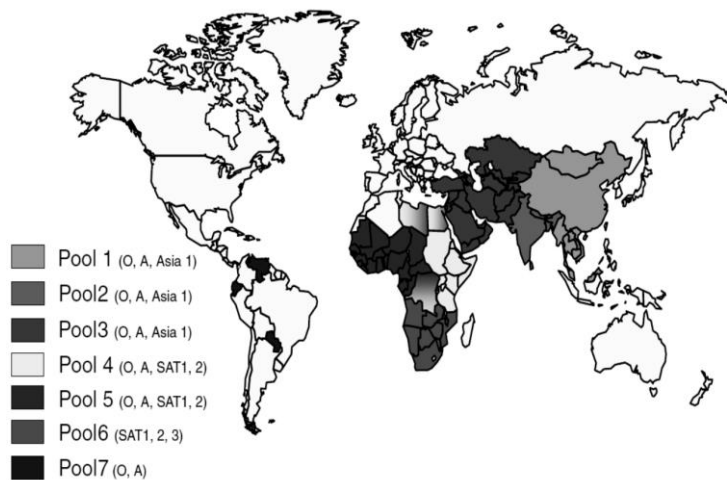 Pool 1 (O, A, Asia 1)
Pool2 (O, A, Asia 1)
Pool3 (O, A, Asia 1)
Pool 4 (O, A, SAT1, 2)
Pool 5 (O, A, SAT1, 2)
Pool6 (SAT1, 2, 3)
Pool7 (O, A)